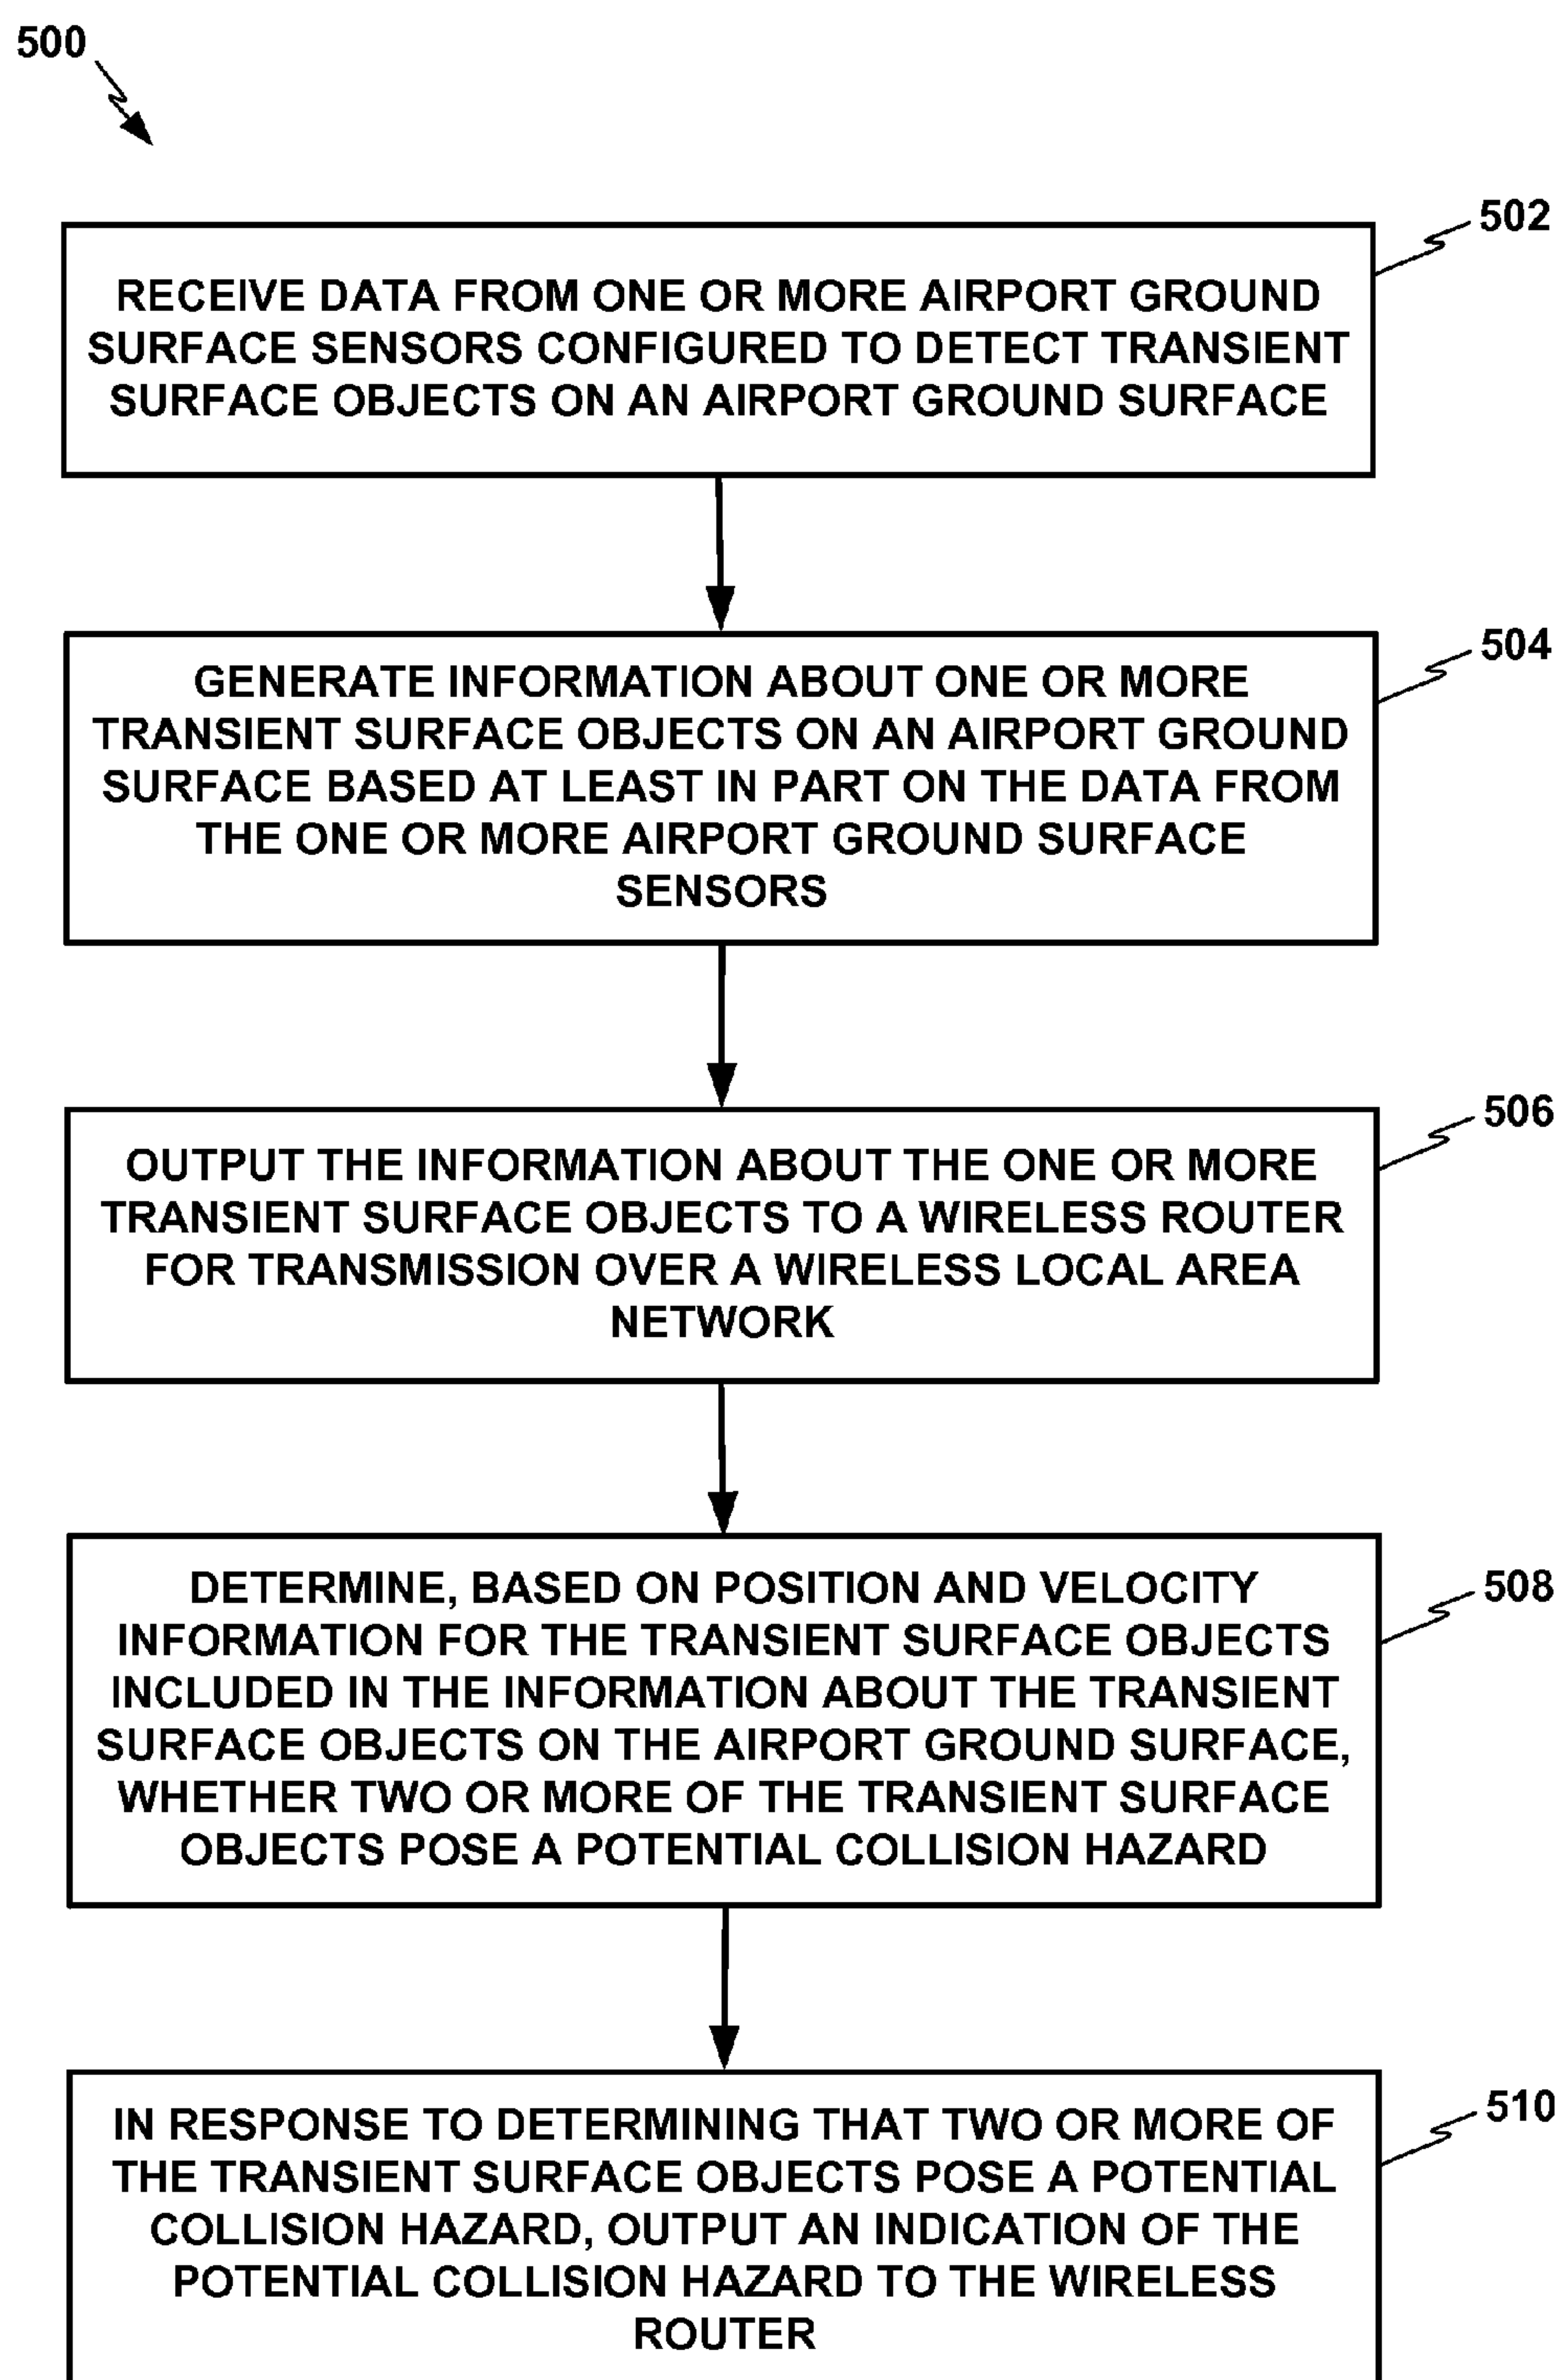 500
502
RECEIVE DATA FROM ONE OR MORE AIRPORT GROUND
SURFACE SENSORS CONFIGURED TO DETECT TRANSIENT
SURFACE OBJECTS ON AN AIRPORT GROUND SURFACE
504
GENERATE INFORMATION ABOUT ONE OR MORE
TRANSIENT SURFACE OBJECTS ON AN AIRPORT GROUND
SURFACE BASED AT LEAST IN PART ON THE DATA FROM
THE ONE OR MORE AIRPORT GROUND SURFACE
SENSORS
506
OUTPUT THE INFORMATION ABOUT THE ONE OR MORE
TRANSIENT SURFACE OBJECTS TO A WIRELESS ROUTER
FOR TRANSMISSION OVER A WIRELESS LOCAL AREA
NETWORK
508
DETERMINE, BASED ON POSITION AND VELOCITY
INFORMATION FOR THE TRANSIENT SURFACE OBJECTS
INCLUDED IN THE INFORMATION ABOUT THE TRANSIENT
SURFACE OBJECTS ON THE AIRPORT GROUND SURFACE,
WHETHER TWO OR MORE OF THE TRANSIENT SURFACE
OBJECTS POSE A POTENTIAL COLLISION HAZARD
510
IN RESPONSE TO DETERMINING THAT TWO OR MORE OF
THE TRANSIENT SURFACE OBJECTS POSE A POTENTIAL
COLLISION HAZARD, OUTPUT AN INDICATION OF THE
POTENTIAL COLLISION HAZARD TO THE WIRELESS
ROUTER